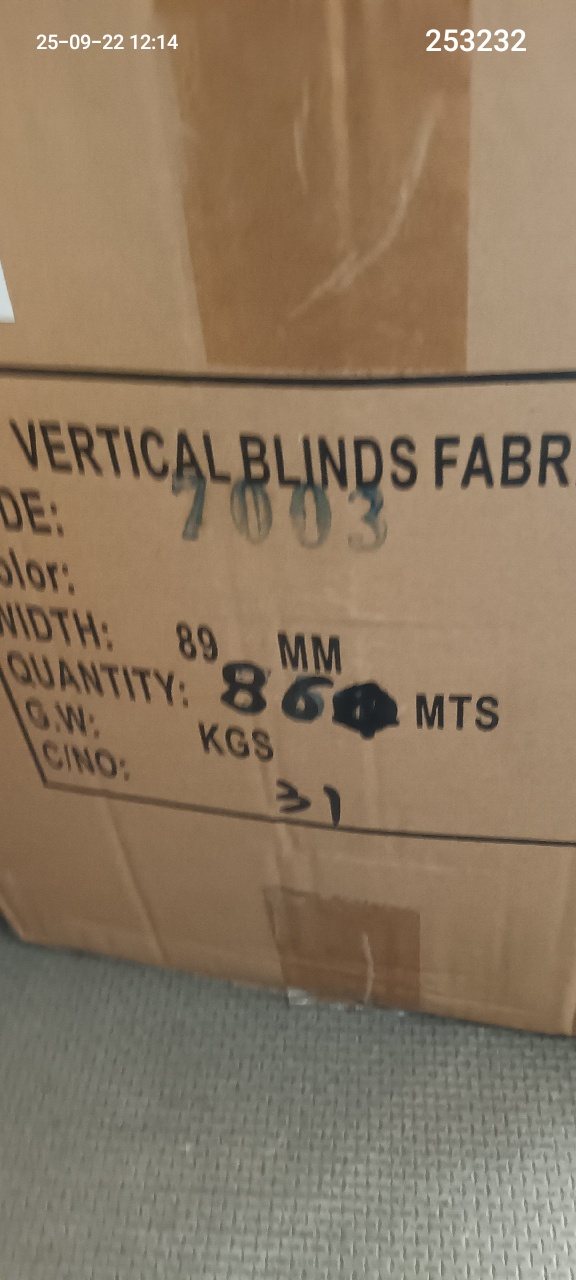 25-09-22 12:14
253232
VERTICAL BLINDS FABR
DE: 7003
olor:
WIDTH: 89 MM
QUANTITY: 86 MTS
G.W: KGS
C/NO: 31